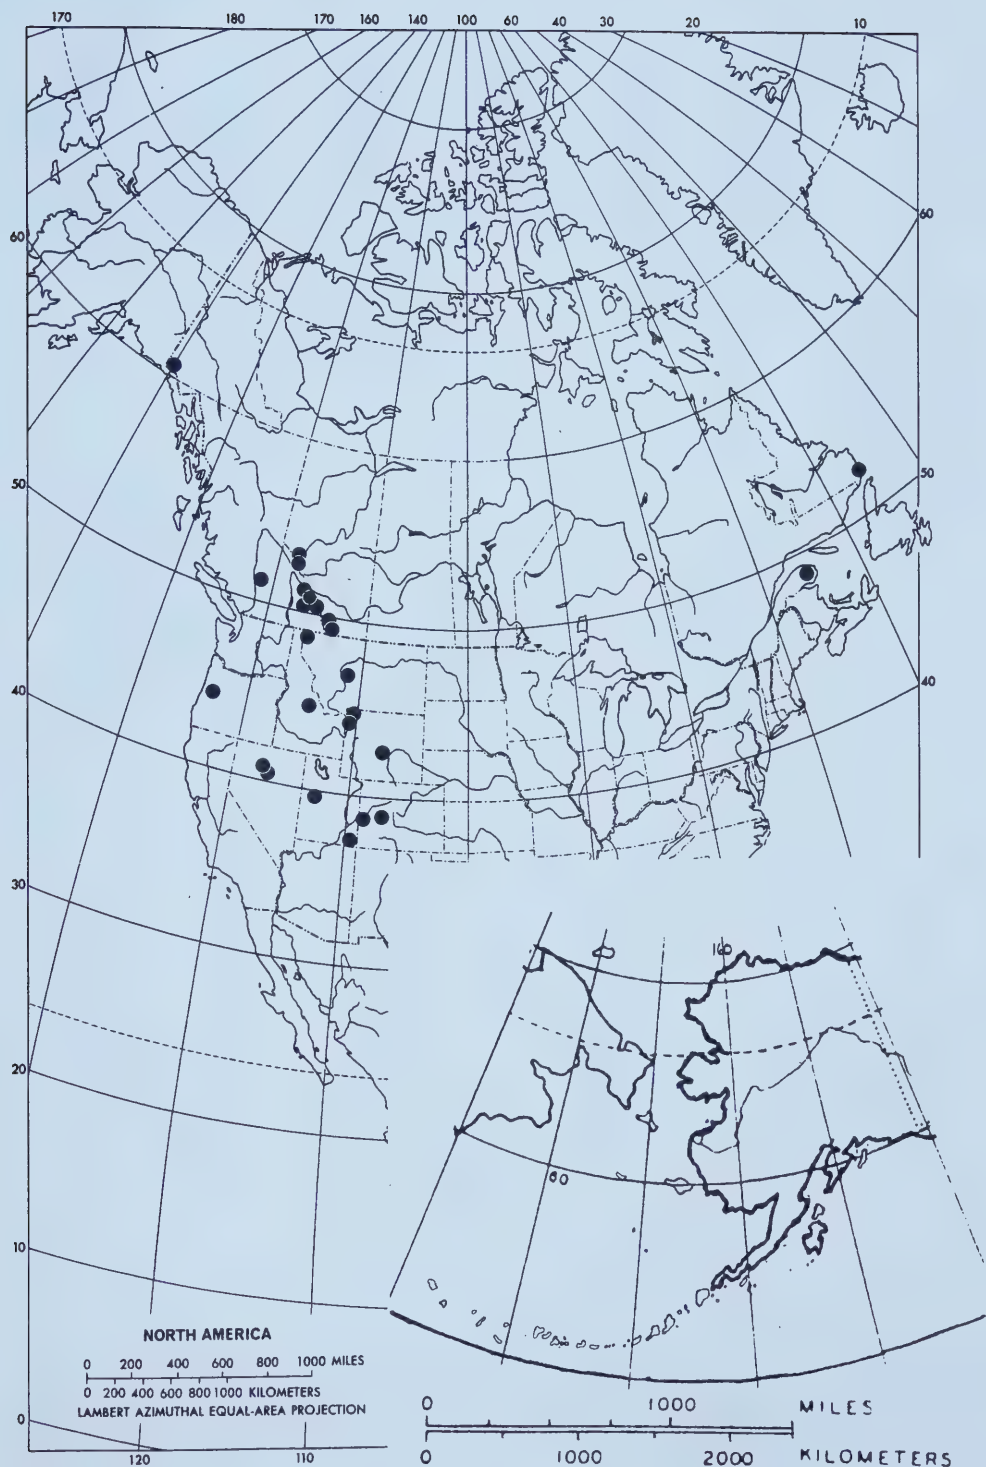 170 180 170 160 140 120 100 60 40 30 20 10
60
60
50
50
40
40
30
20
10
0
120
110
NORTH AMERICA
0 200 400 600 800 1000 MILES
0 200 400 600 800 1000 KILOMETERS
LAMBERT AZIMUTHAL EQUAL-AREA PROJECTION
160
0 1000 MILES
0 1000 2000 KILOMETERS